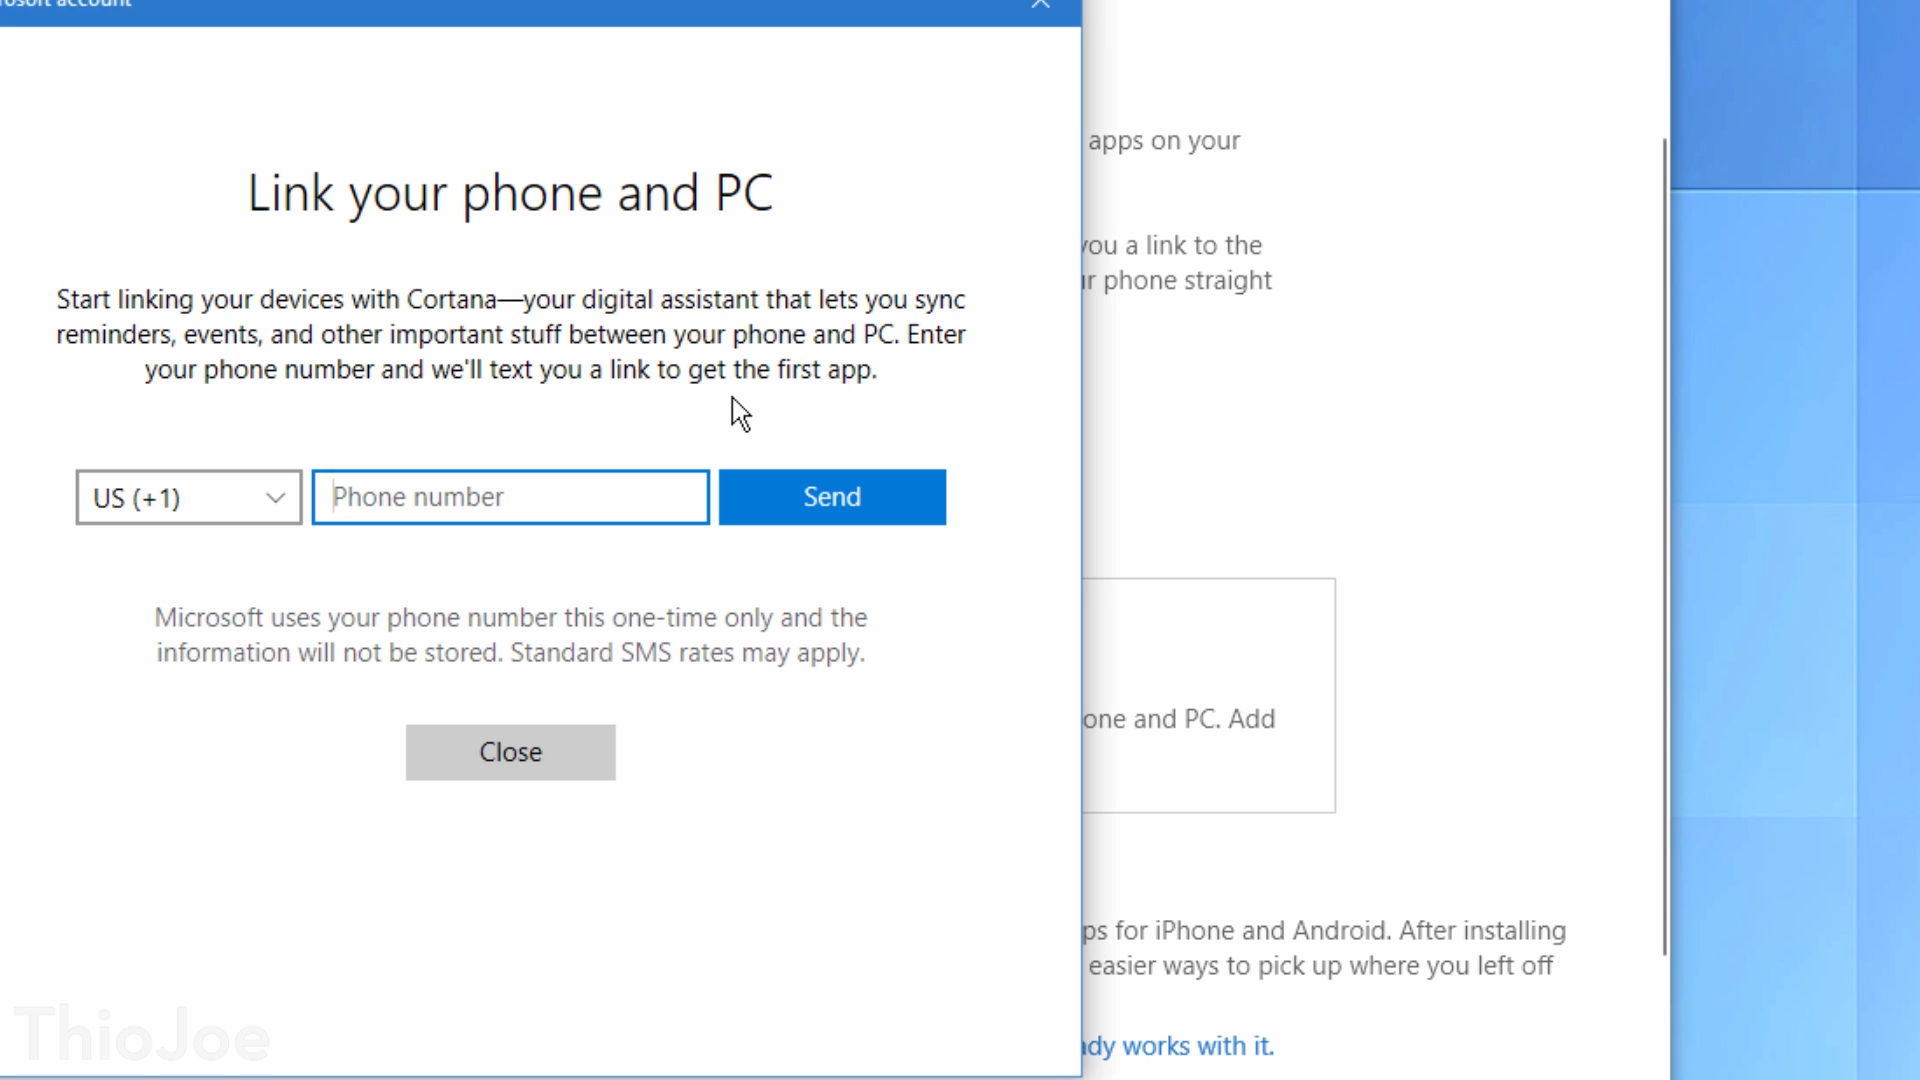 account
Link your phone and PC
Start linking your devices with Cortana—your digital assistant that lets you sync
reminders, events, and other important stuff between your phone and PC. Enter
your phone number and we'll text you a link to get the first app.
US (+1)
Phone number
Send
Microsoft uses your phone number this one-time only and the
information will not be stored. Standard SMS rates may apply.
Close
apps on your
you a link to the
phone straight
one and PC. Add
ps for iPhone and Android. After installing
easier ways to pick up where you left off
works with it.
ThioJoe